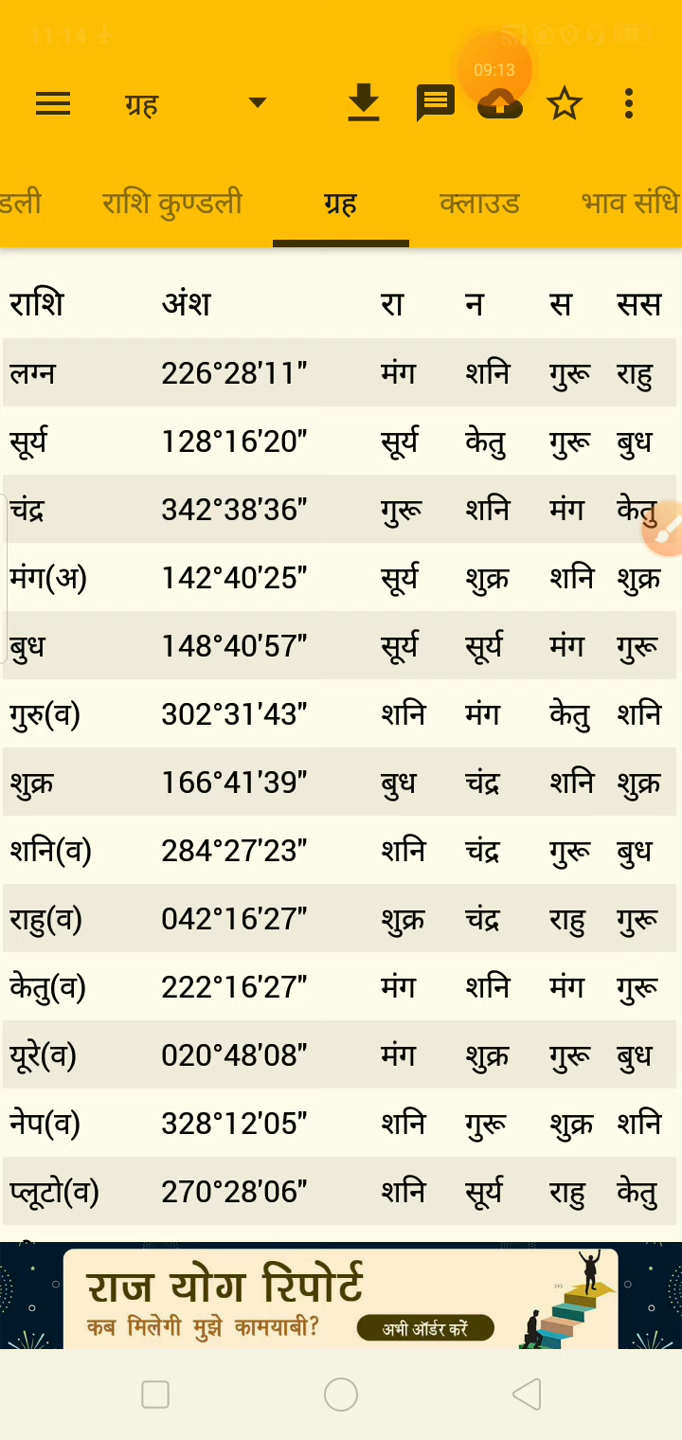 11:14
09:13
ग्रह
डली राशि कुण्डली ग्रह क्लाउड भाव संधि
राशि अंश रा न स सस
लग्न 226°28'11" मंग शनि गुरू राहु
सूर्य 128°16'20" सूर्य केतु गुरू बुध
चंद्र 342°38'36" गुरू शनि मंग केतु
मंग(अ) 142°40'25" सूर्य शुक्र शनि शुक्र
बुध 148°40'57" सूर्य सूर्य मंग गुरू
गुरु(व) 302°31'43" शनि मंग केतु शनि
शुक्र 166°41'39" बुध चंद्र शनि शुक्र
शनि(व) 284°27'23" शनि चंद्र गुरू बुध
राहु(व) 042°16'27" शुक्र चंद्र राहु गुरू
केतु(व) 222°16'27" मंग शनि मंग गुरू
यूरे(व) 020°48'08" मंग शुक्र गुरू बुध
नेप(व) 328°12'05" शनि गुरू शुक्र शनि
प्लूटो(व) 270°28'06" शनि सूर्य राहु केतु
राज योग रिपोर्ट
कब मिलेगी मुझे कामयाबी? अभी ऑर्डर करें